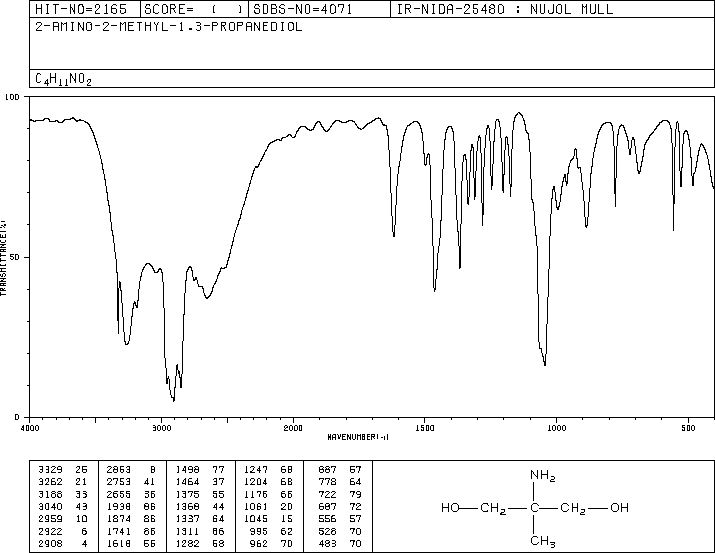 HIT-NO=2165 SCORE= ( ) SDBS-NO=4071 IR-NIDA-25480 : NUJOL MULL
2-AMINO-2-METHYL-1,3-PROPANEDIOL
C4H11NO2
100
50
0
TRANSMITTANCE(%)
4000 3000 2000 1500 1000 500
WAVENUMBER(-1)
3329 25 2853 8 1498 77 1247 68 887 57
3262 21 2753 41 1464 37 1204 68 778 64
3188 33 2655 36 1375 55 1176 66 722 79
3040 43 1938 86 1368 44 1061 20 687 72
2959 10 1874 86 1337 64 1045 15 556 57
2922 6 1741 86 1311 86 995 62 528 70
2908 4 1618 55 1282 58 962 70 483 70
NH2
HO CH2 C CH2 OH
CH3